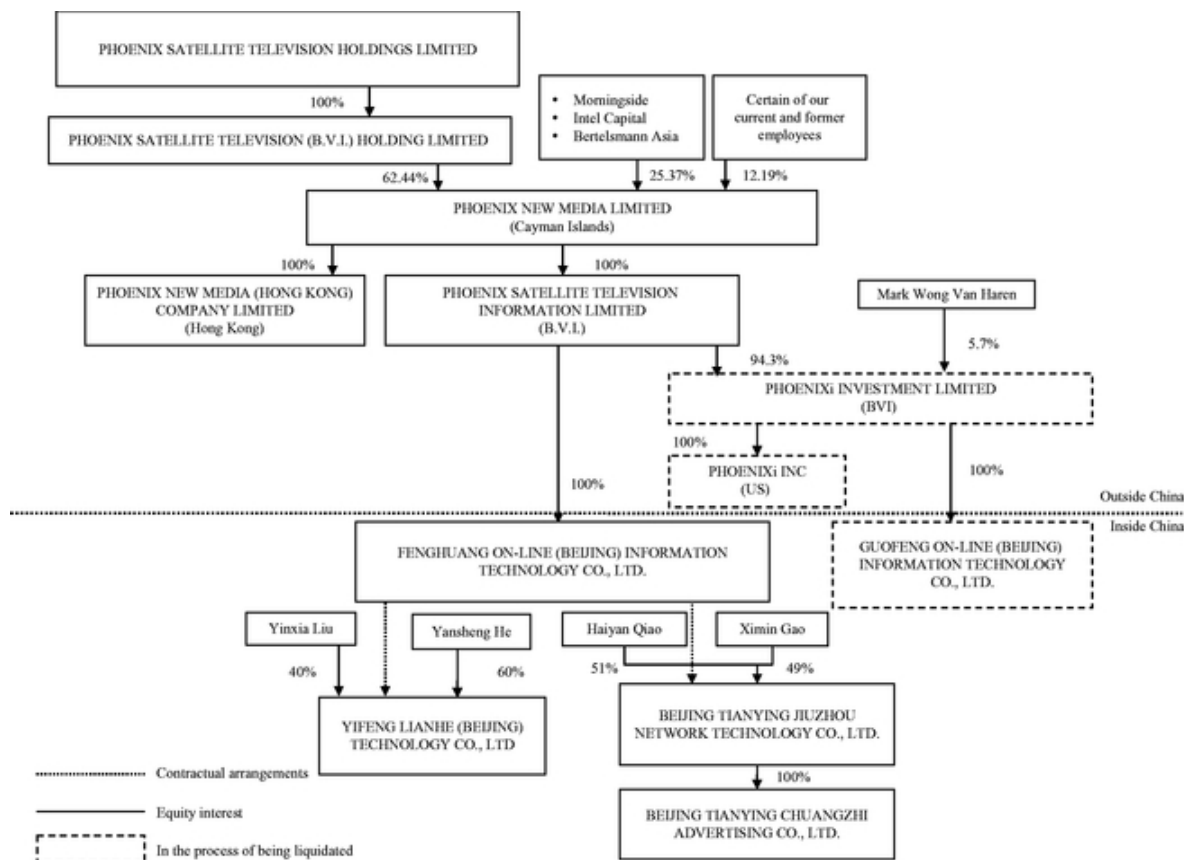 PHOENIX SATELLITE TELEVISION HOLDINGS LIMITED
100%
• Morningside
• Intel Capital
• Bertelsmann Asia
Certain of our
current and former
employees
PHOENIX SATELLITE TELEVISION (B.V.I.) HOLDING LIMITED
62.44%
25.37%
12.19%
PHOENIX NEW MEDIA LIMITED
(Cayman Islands)
100%
100%
PHOENIX NEW MEDIA (HONG KONG)
COMPANY LIMITED
(Hong Kong)
PHOENIX SATELLITE TELEVISION
INFORMATION LIMITED
(B.V.I.)
Mark Wong Van Haren
94.3%
5.7%
PHOENIXi INVESTMENT LIMITED
(BVI)
100%
PHOENIXi INC
(US)
100%
100%
Outside China
Inside China
FENGHUANG ON-LINE (BEIJING) INFORMATION
TECHNOLOGY CO., LTD.
GUOFENG ON-LINE (BEIJING)
INFORMATION TECHNOLOGY
CO., LTD.
Yinxia Liu
Yansheng He
Haiyan Qiao
Ximin Gao
40%
60%
51%
49%
YIFENG LIANHE (BEIJING)
TECHNOLOGY CO., LTD
BEIJING TIANYING JIUZHOU
NETWORK TECHNOLOGY CO., LTD.
100%
BEIJING TIANYING CHUANGZHI
ADVERTISING CO., LTD.
Contractual arrangements
Equity interest
In the process of being liquidated